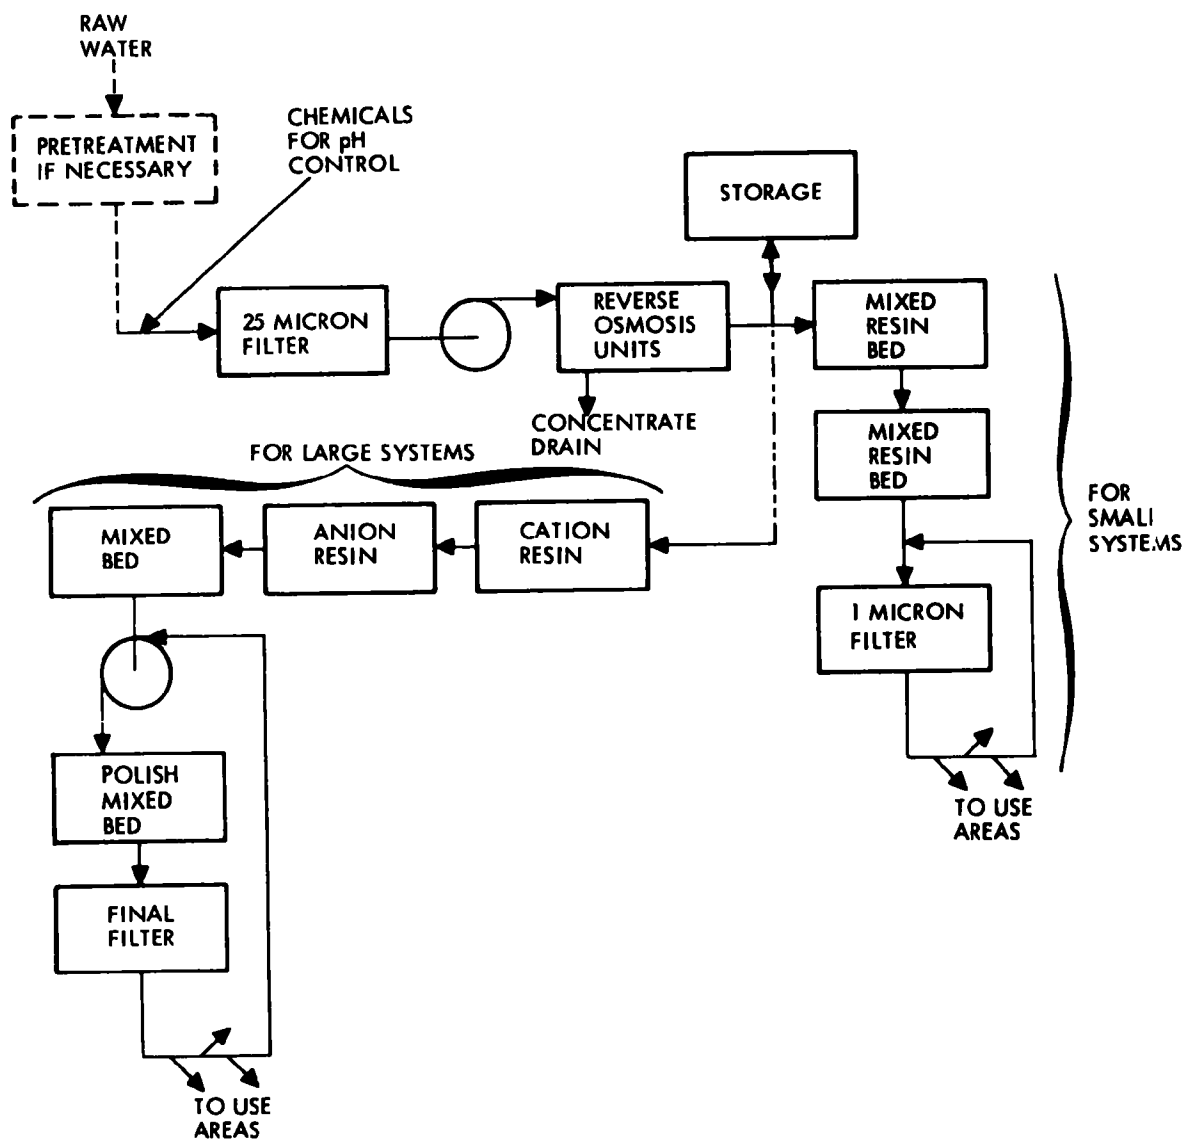 RAW
WATER
PRETREATMENT
IF NECESSARY
CHEMICALS
FOR pH
CONTROL
25 MICRON
FILTER
REVERSE
OSMOSIS
UNITS
CONCENTRATE
DRAIN
STORAGE
MIXED
RESIN
BED
MIXED
RESIN
BED
1 MICRON
FILTER
TO USE
AREAS
FOR
SMALL
SYSTEMS
FOR LARGE SYSTEMS
CATION
RESIN
ANION
RESIN
MIXED
BED
POLISH
MIXED
BED
FINAL
FILTER
TO USE
AREAS